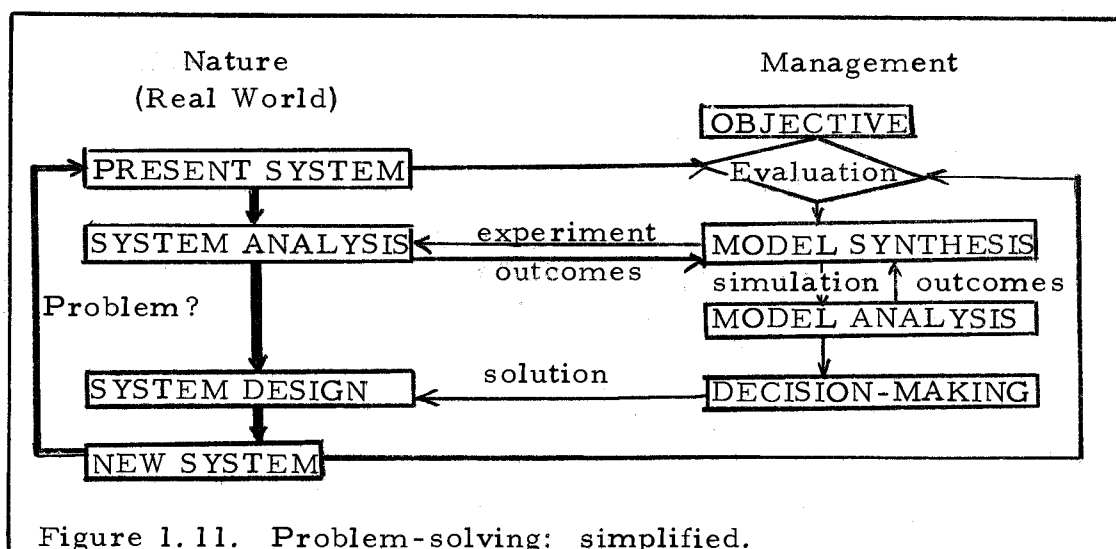 Nature
(Real World)
Management
OBJECTIVE
PRESENT SYSTEM
Evaluation
SYSTEM ANALYSIS
experiment
outcomes
MODEL SYNTHESIS
simulation
outcomes
Problem?
MODEL ANALYSIS
SYSTEM DESIGN
solution
DECISION-MAKING
NEW SYSTEM
Figure 1.11. Problem-solving: simplified.